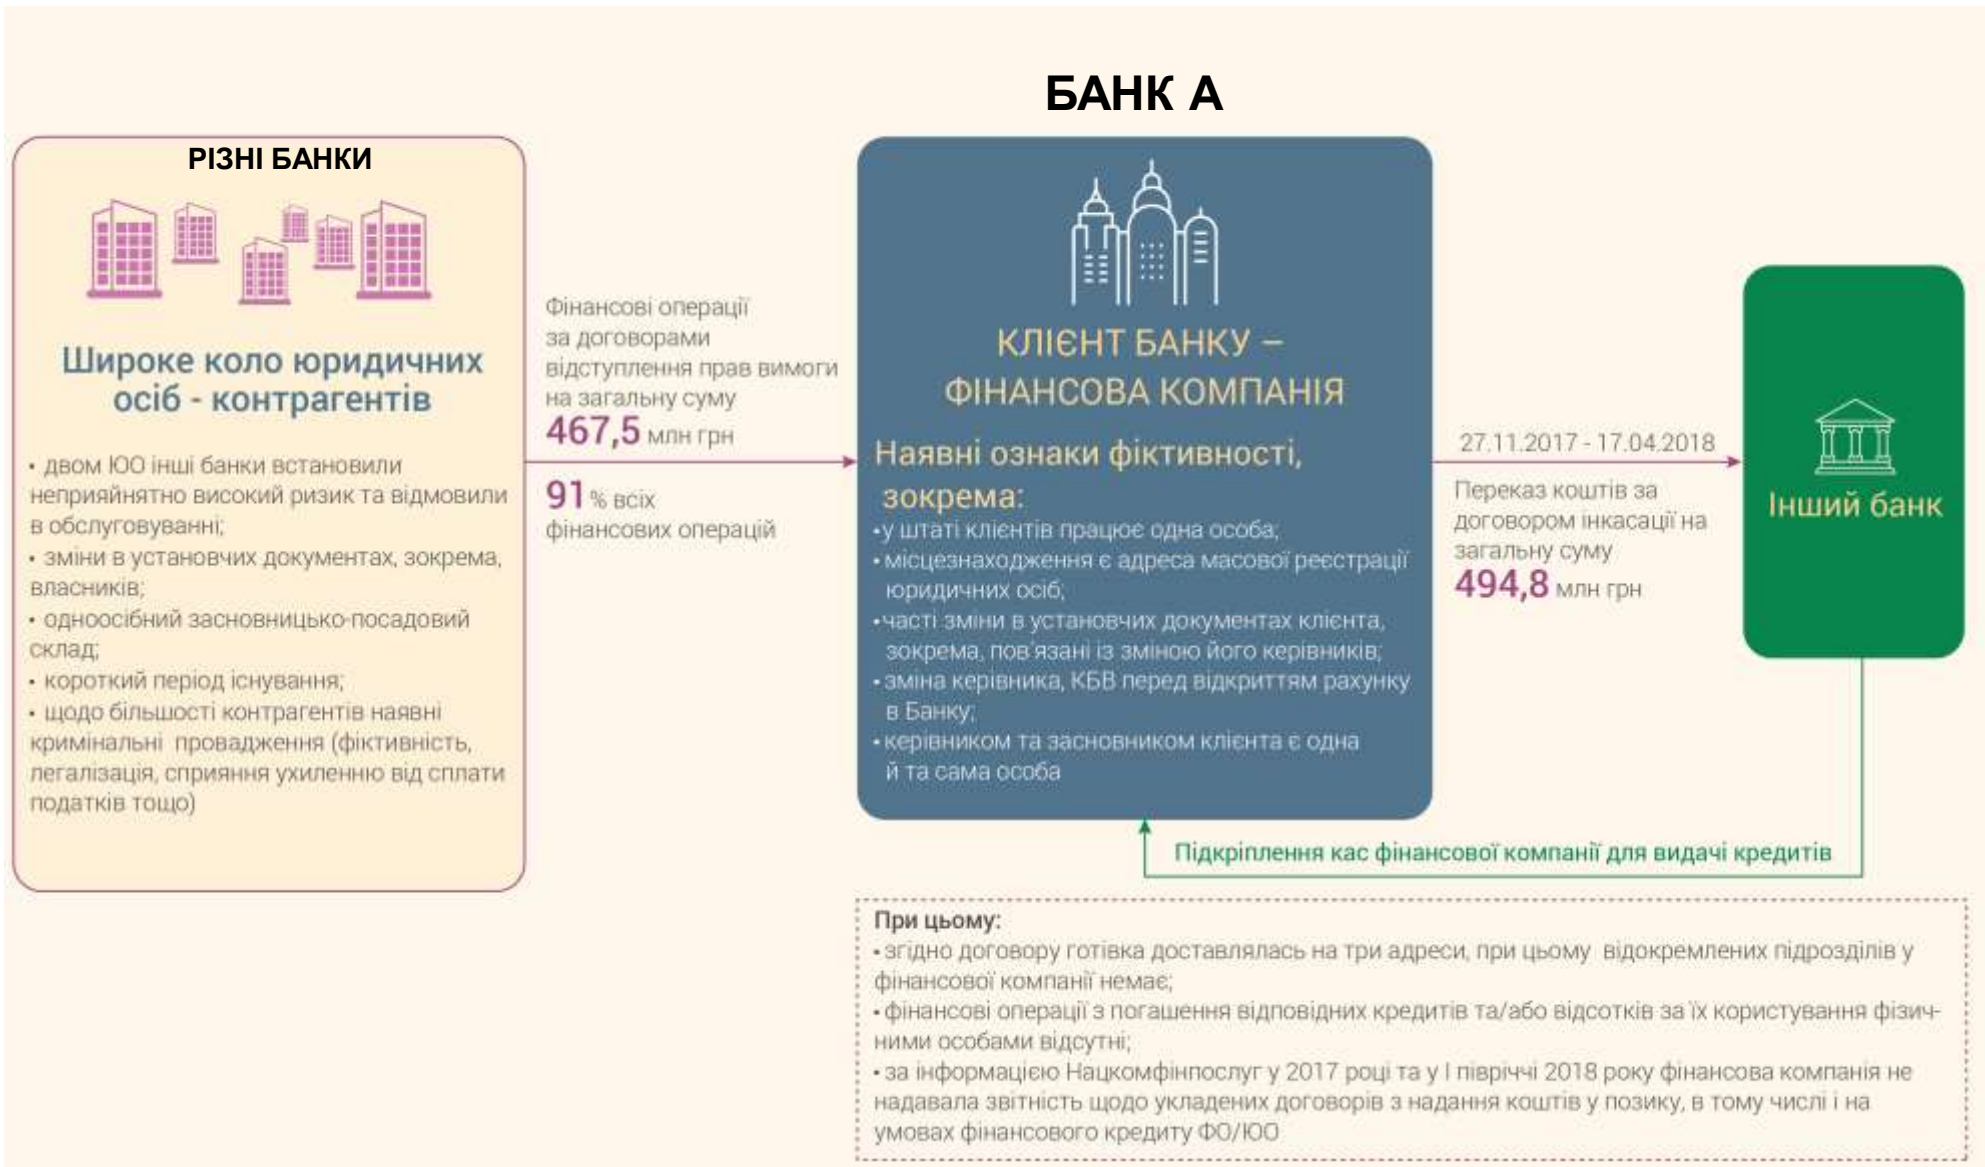 БАНК А
РІЗНІ БАНКИ
Широке коло юридичних
осіб - контрагентів
• двом ЮО інші банки встановили
неприйнятно високий ризик та відмовили
в обслуговуванні;
• зміни в установчих документах, зокрема,
власників;
• одноосібний засновницько-посадовий
склад;
• короткий період існування;
• щодо більшості контрагентів наявні
кримінальні провадження (фіктивність,
легалізація, сприяння ухиленню від сплати
податків тощо)
Фінансові операції
за договорами
відступлення прав вимоги
на загальну суму
467,5 млн грн
91% всіх
фінансових операцій
КЛІЄНТ БАНКУ –
ФІНАНСОВА КОМПАНІЯ
Наявні ознаки фіктивності,
зокрема:
• у штаті клієнтів працює одна особа;
• місцезнаходження є адреса масової реєстрації
юридичних осіб;
• часті зміни в установчих документах клієнта,
зокрема, пов'язані із зміною його керівників;
• зміна керівника, КБВ перед відкриттям рахунку
в Банку;
• керівником та засновником клієнта є одна
й та сама особа
27.11.2017 - 17.04.2018
Переказ коштів за
договором інкасації на
загальну суму
494,8 млн грн
Інший банк
Підкріплення кас фінансової компанії для видачі кредитів
При цьому:
• згідно договору готівка доставлялась на три адреси, при цьому відокремлених підрозділів у
фінансової компанії немає;
• фінансові операції з погашення відповідних кредитів та/або відсотків за їх користування фізич-
ними особами відсутні;
• за інформацією Нацкомфінпослуг у 2017 році та у І півріччі 2018 року фінансова компанія не
надавала звітність щодо укладених договорів з надання коштів у позику, в тому числі і на
умовах фінансового кредиту ФО/ЮО